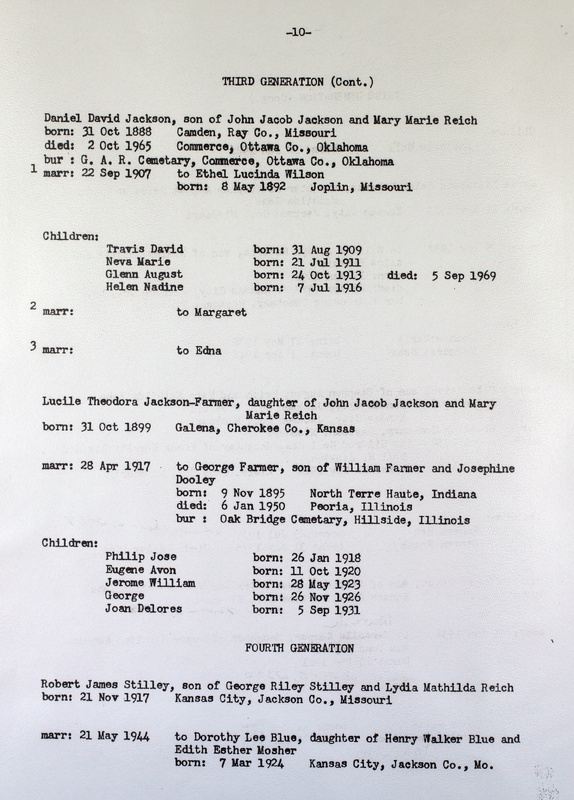 -10-
THIRD GENERATION (Cont.)
Daniel David Jackson, son of John Jacob Jackson and Mary Marie Reich
born: 31 Oct 1888 Camden, Ray Co., Missouri
died: 2 Oct 1965 Commerce, Ottawa Co., Oklahoma
bur : G. A. R. Cemetary, Commerce, Ottawa Co., Oklahoma
1 marr: 22 Sep 1907 to Ethel Lucinda Wilson
born: 8 May 1892 Joplin, Missouri
Children:
Travis David born: 31 Aug 1909
Neva Marie born: 21 Jul 1911
Glenn August born: 24 Oct 1913 died: 5 Sep 1969
Helen Nadine born: 7 Jul 1916
2 marr: to Margaret
3 marr: to Edna
Lucile Theodora Jackson-Farmer, daughter of John Jacob Jackson and Mary
Marie Reich
born: 31 Oct 1899 Galena, Cherokee Co., Kansas
marr: 28 Apr 1917 to George Farmer, son of William Farmer and Josephine
Dooley
born: 9 Nov 1895 North Terre Haute, Indiana
died: 6 Jan 1950 Peoria, Illinois
bur : Oak Bridge Cemetary, Hillside, Illinois
Children:
Philip Jose born: 26 Jan 1918
Eugene Avon born: 11 Oct 1920
Jerome William born: 28 May 1923
George born: 26 Nov 1926
Joan Delores born: 5 Sep 1931
FOURTH GENERATION
Robert James Stilley, son of George Riley Stilley and Lydia Mathilda Reich
born: 21 Nov 1917 Kansas City, Jackson Co., Missouri
marr: 21 May 1944 to Dorothy Lee Blue, daughter of Henry Walker Blue and
Edith Esther Mosher
born: 7 Mar 1924 Kansas City, Jackson Co., Mo.